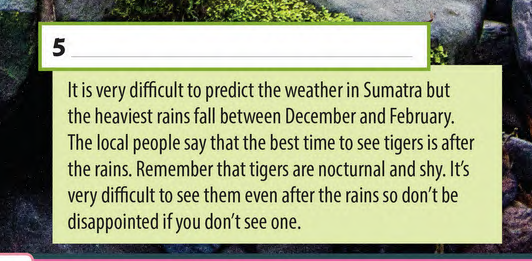 5
It is very difficult to predict the weather in Sumatra but
the heaviest rains fall between December and February.
The local people say that the best time to see tigers is after
the rains. Remember that tigers are nocturnal and shy. It's
very difficult to see them even after the rains so don't be
disappointed if you don't see one.